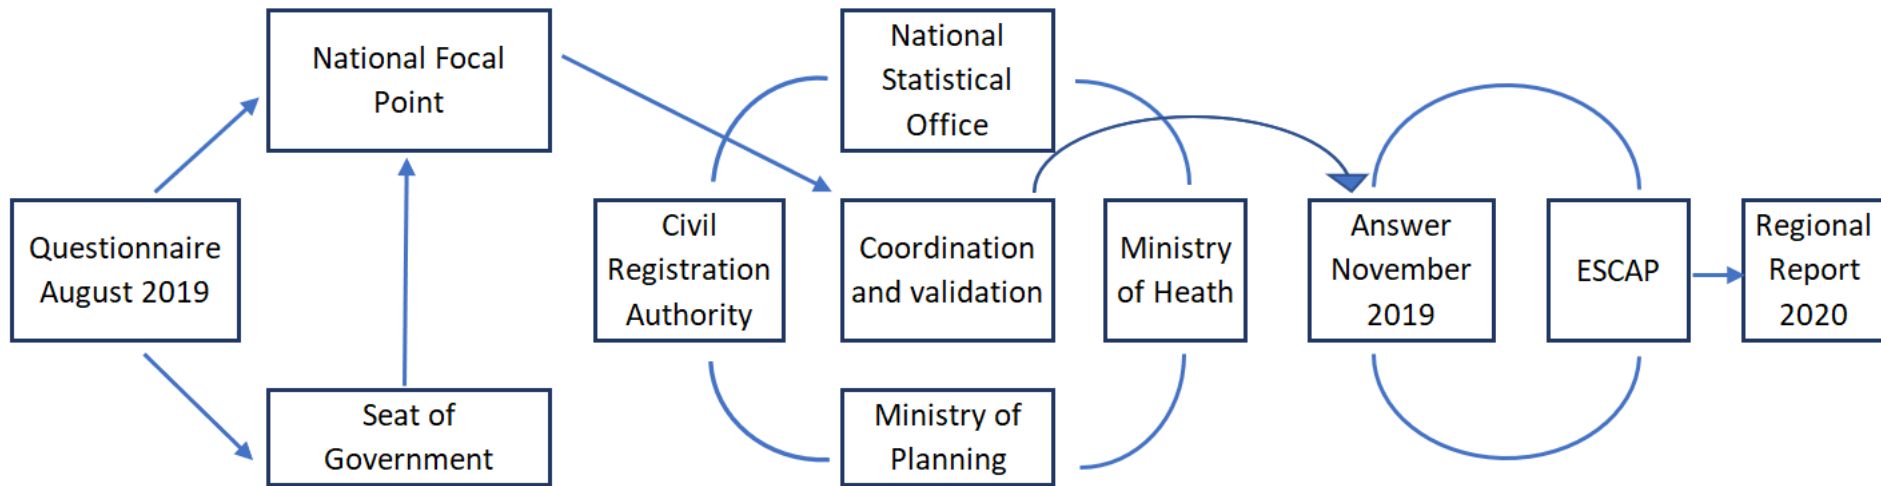 National Focal
Point
National
Statistical
Office
Questionnaire
August 2019
Civil
Registration
Authority
Coordination
and validation
Ministry
of Heath
Answer
November
2019
ESCAP
Regional
Report
2020
Seat of
Government
Ministry of
Planning